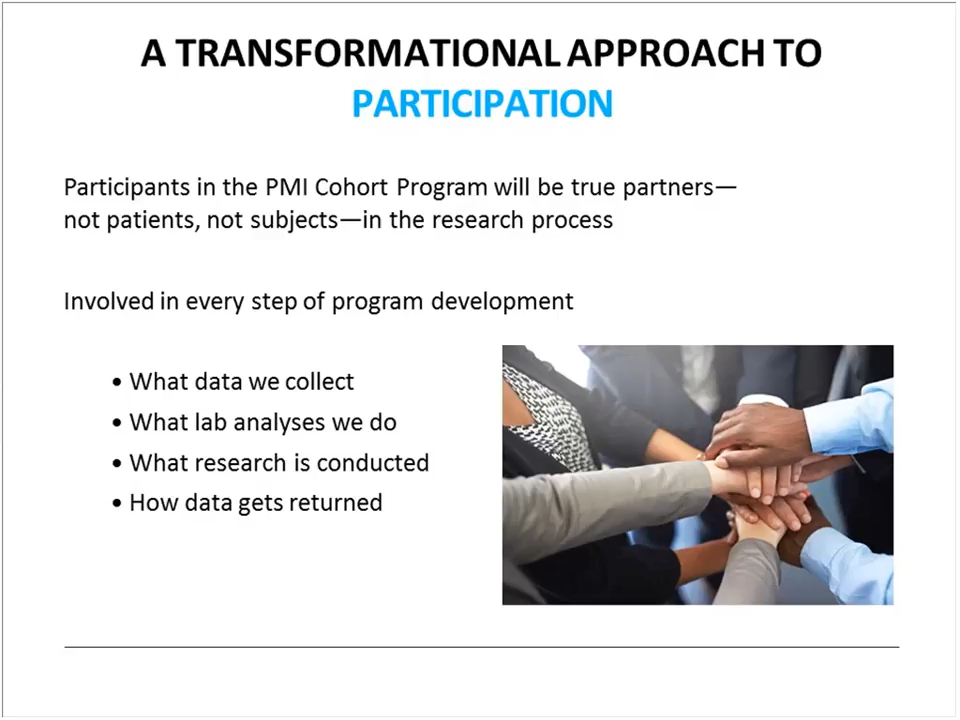 A TRANSFORMATIONAL APPROACH TO
PARTICIPATION
Participants in the PMI Cohort Program will be true partners—
not patients, not subjects—in the research process
Involved in every step of program development
• What data we collect
• What lab analyses we do
• What research is conducted
• How data gets returned